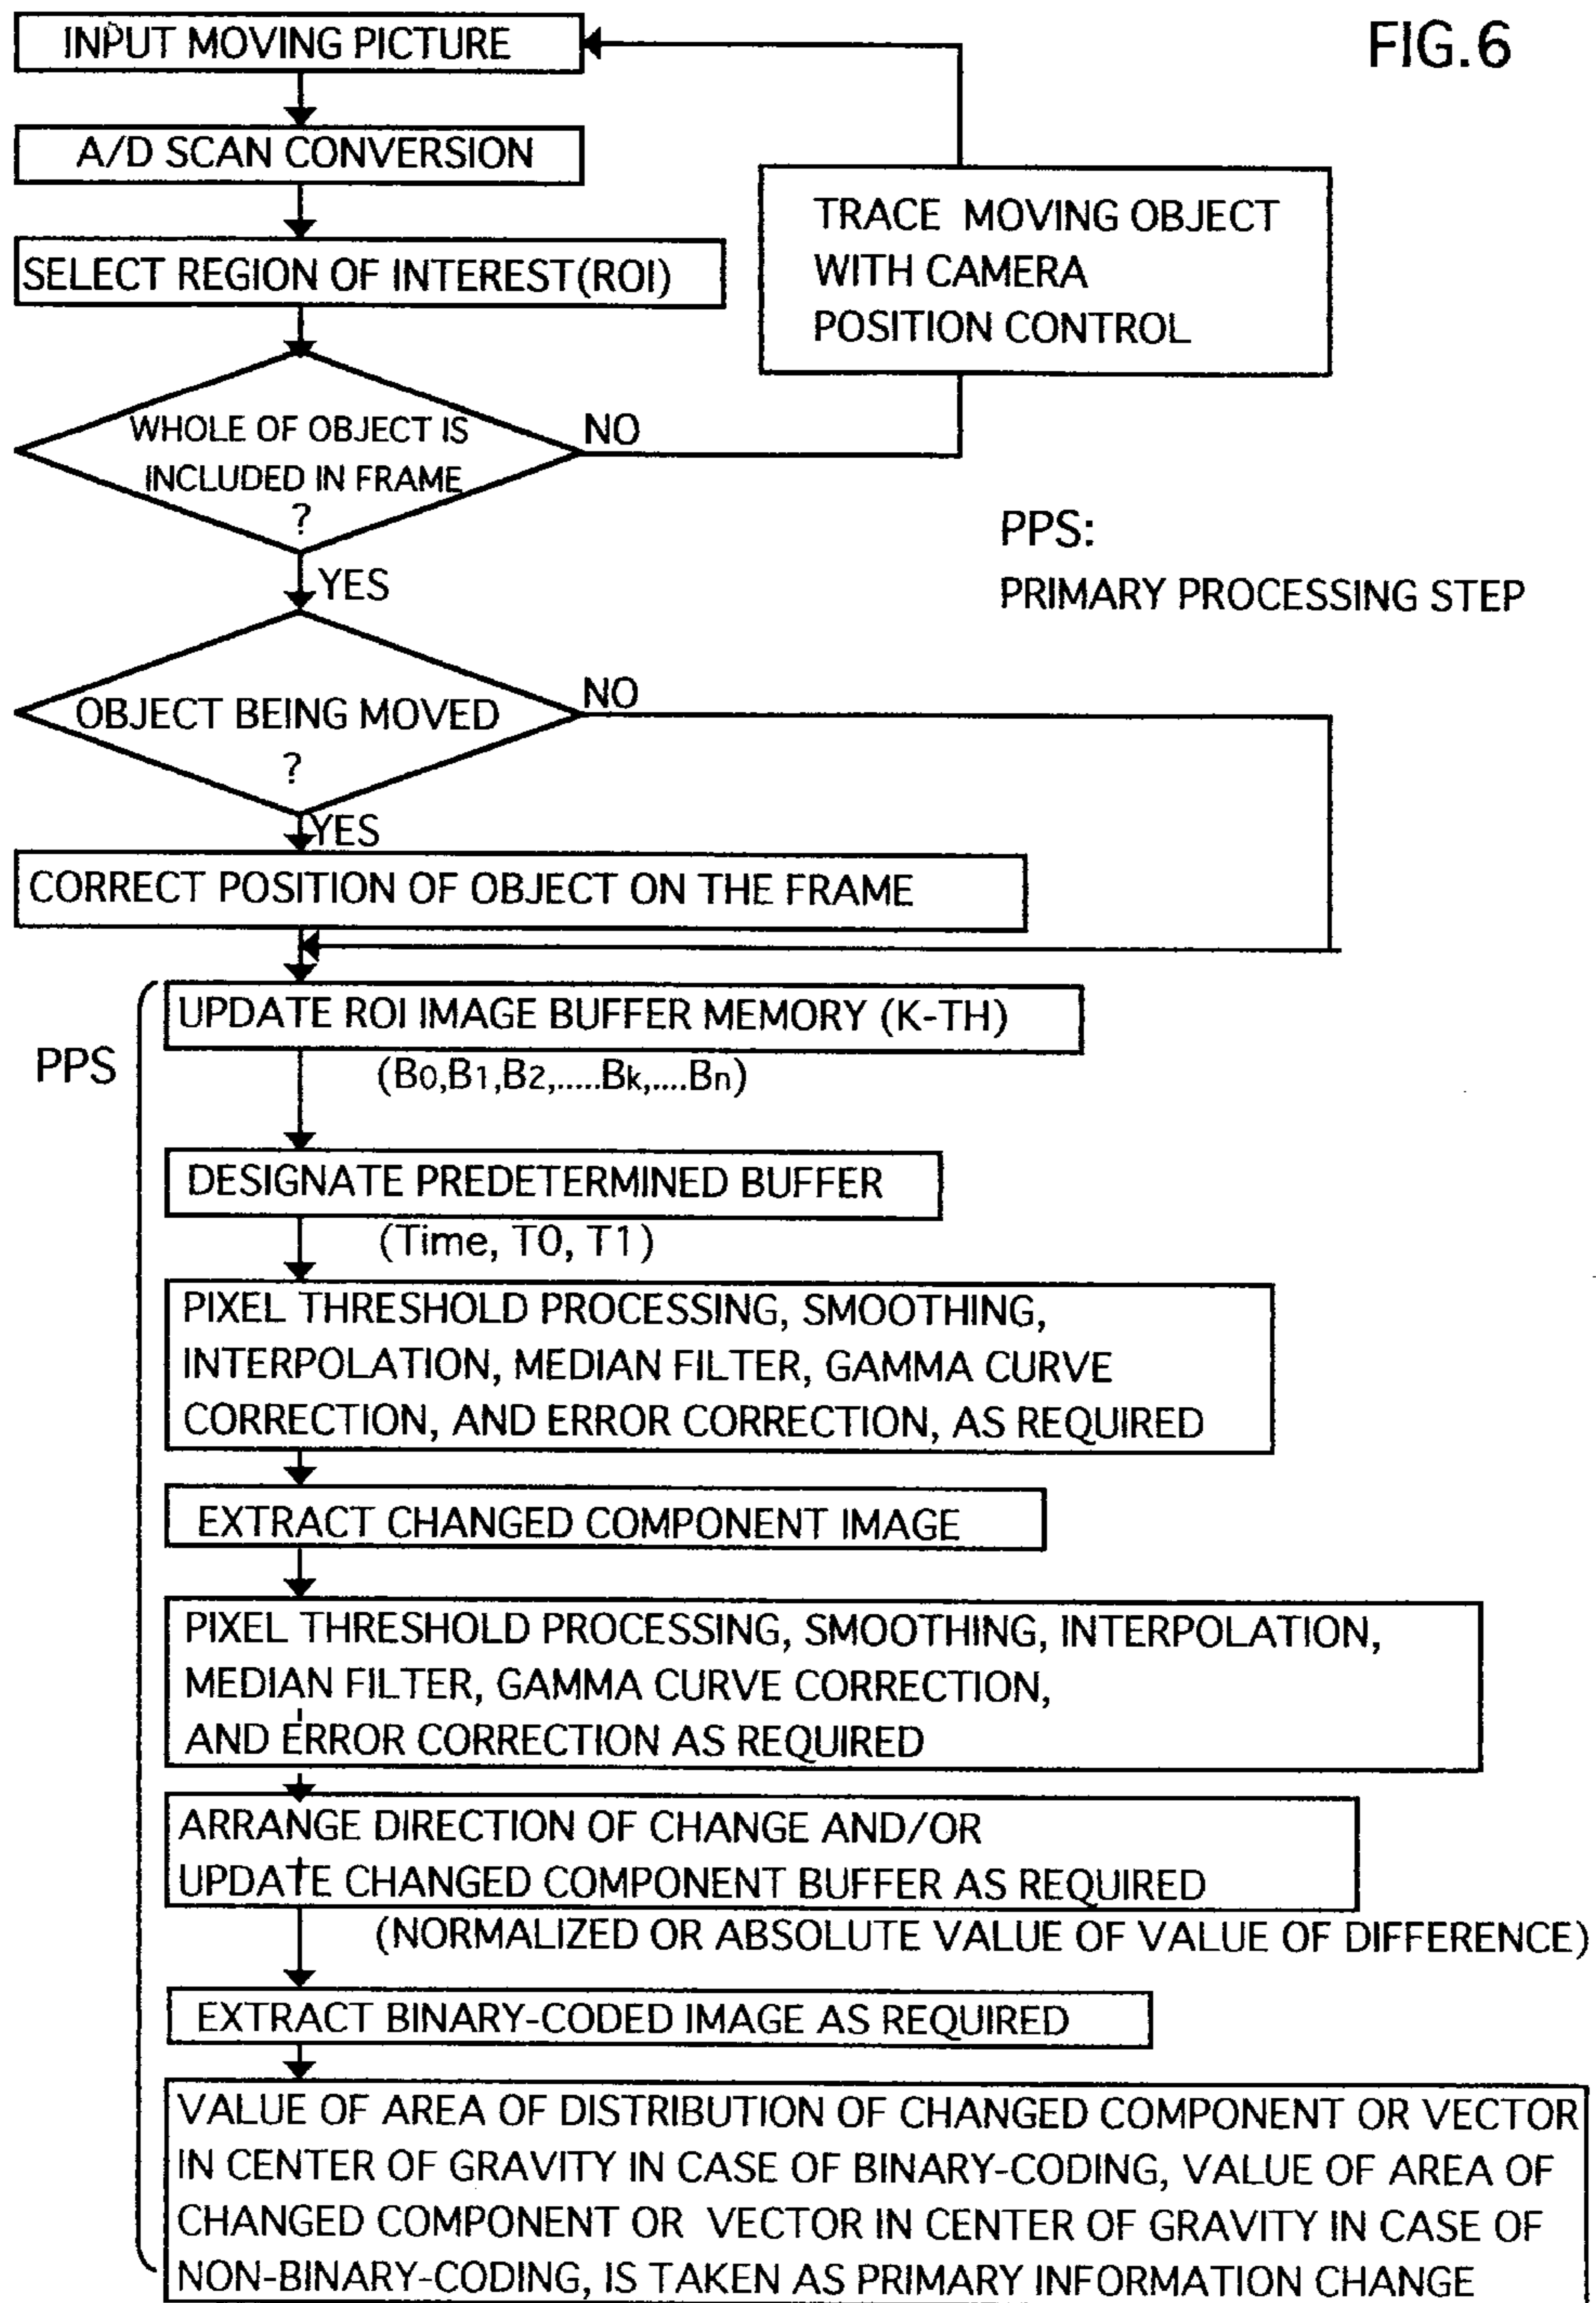 FIG.6
INPUT MOVING PICTURE
A/D SCAN CONVERSION
SELECT REGION OF INTEREST(ROI)
TRACE MOVING OBJECT
WITH CAMERA
POSITION CONTROL
WHOLE OF OBJECT IS
INCLUDED IN FRAME
?
NO
YES
PPS:
PRIMARY PROCESSING STEP
OBJECT BEING MOVED
?
NO
YES
CORRECT POSITION OF OBJECT ON THE FRAME
PPS
UPDATE ROI IMAGE BUFFER MEMORY (K-TH)
(B0,B1,B2,.....Bk,....Bn)
DESIGNATE PREDETERMINED BUFFER
(Time, T0, T1)
PIXEL THRESHOLD PROCESSING, SMOOTHING,
INTERPOLATION, MEDIAN FILTER, GAMMA CURVE
CORRECTION, AND ERROR CORRECTION, AS REQUIRED
EXTRACT CHANGED COMPONENT IMAGE
PIXEL THRESHOLD PROCESSING, SMOOTHING, INTERPOLATION,
MEDIAN FILTER, GAMMA CURVE CORRECTION,
AND ERROR CORRECTION AS REQUIRED
ARRANGE DIRECTION OF CHANGE AND/OR
UPDATE CHANGED COMPONENT BUFFER AS REQUIRED
(NORMALIZED OR ABSOLUTE VALUE OF VALUE OF DIFFERENCE)
EXTRACT BINARY-CODED IMAGE AS REQUIRED
VALUE OF AREA OF DISTRIBUTION OF CHANGED COMPONENT OR VECTOR
IN CENTER OF GRAVITY IN CASE OF BINARY-CODING, VALUE OF AREA OF
CHANGED COMPONENT OR VECTOR IN CENTER OF GRAVITY IN CASE OF
NON-BINARY-CODING, IS TAKEN AS PRIMARY INFORMATION CHANGE